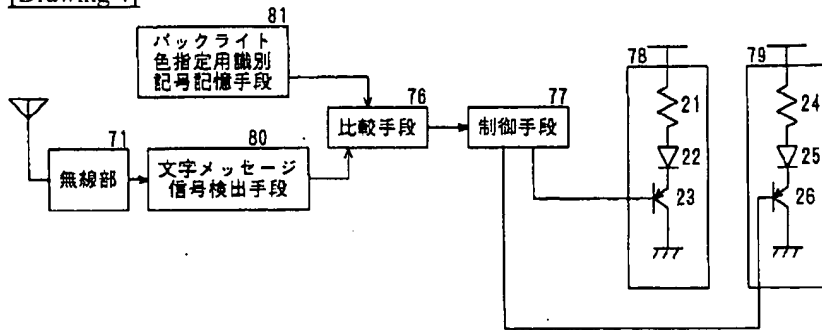 81
バックライト
色指定用識別
記号記憶手段
76
比較手段
77
制御手段
71
無線部
80
文字メッセージ
信号検出手段
78
21
22
23
79
24
25
26